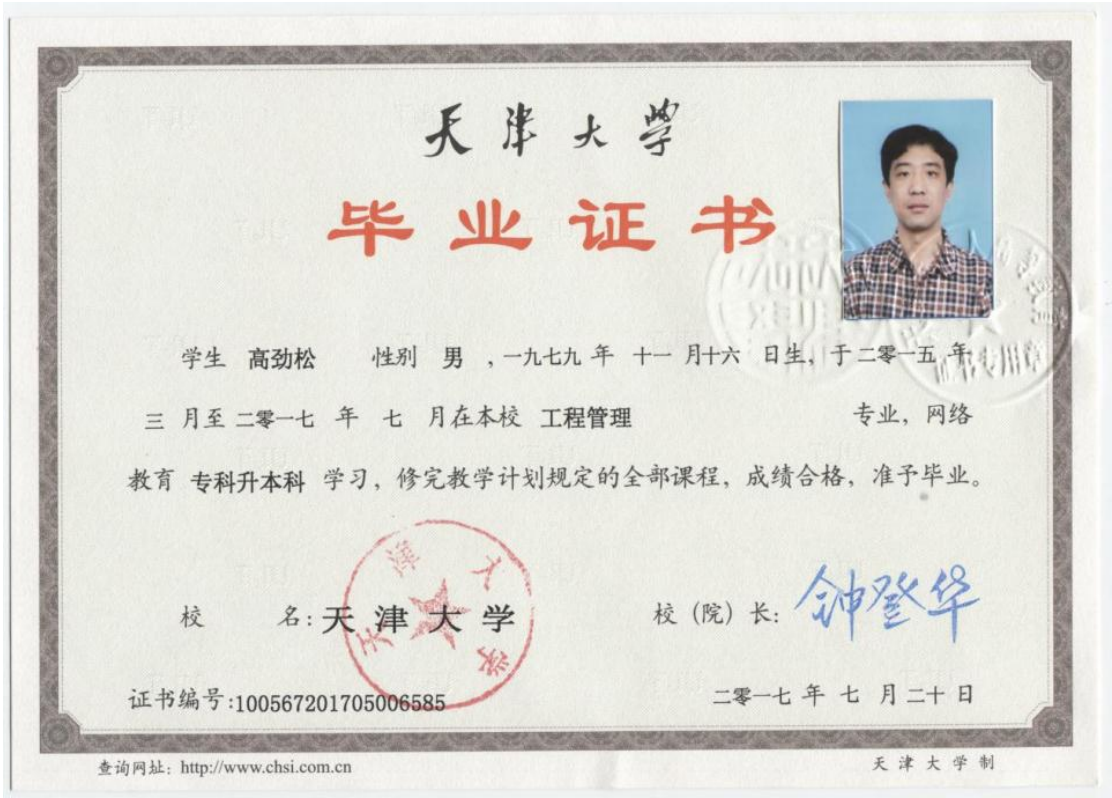 天津大学
毕业证书
学生 高劲松 性别 男 ，一九七九 年 十一 月十六 日生，于二零一五 年
三 月至 二零一七 年 七 月在本校 工程管理 专业，网络
教育 专科升本科 学习，修完教学计划规定的全部课程，成绩合格，准予毕业。
天津大学
校 名：天津大学
校（院）长：钟登华
证书编号:100567201705006585
二零一七 年 七 月二十 日
查询网址：http://www.chsi.com.cn
天津大学制